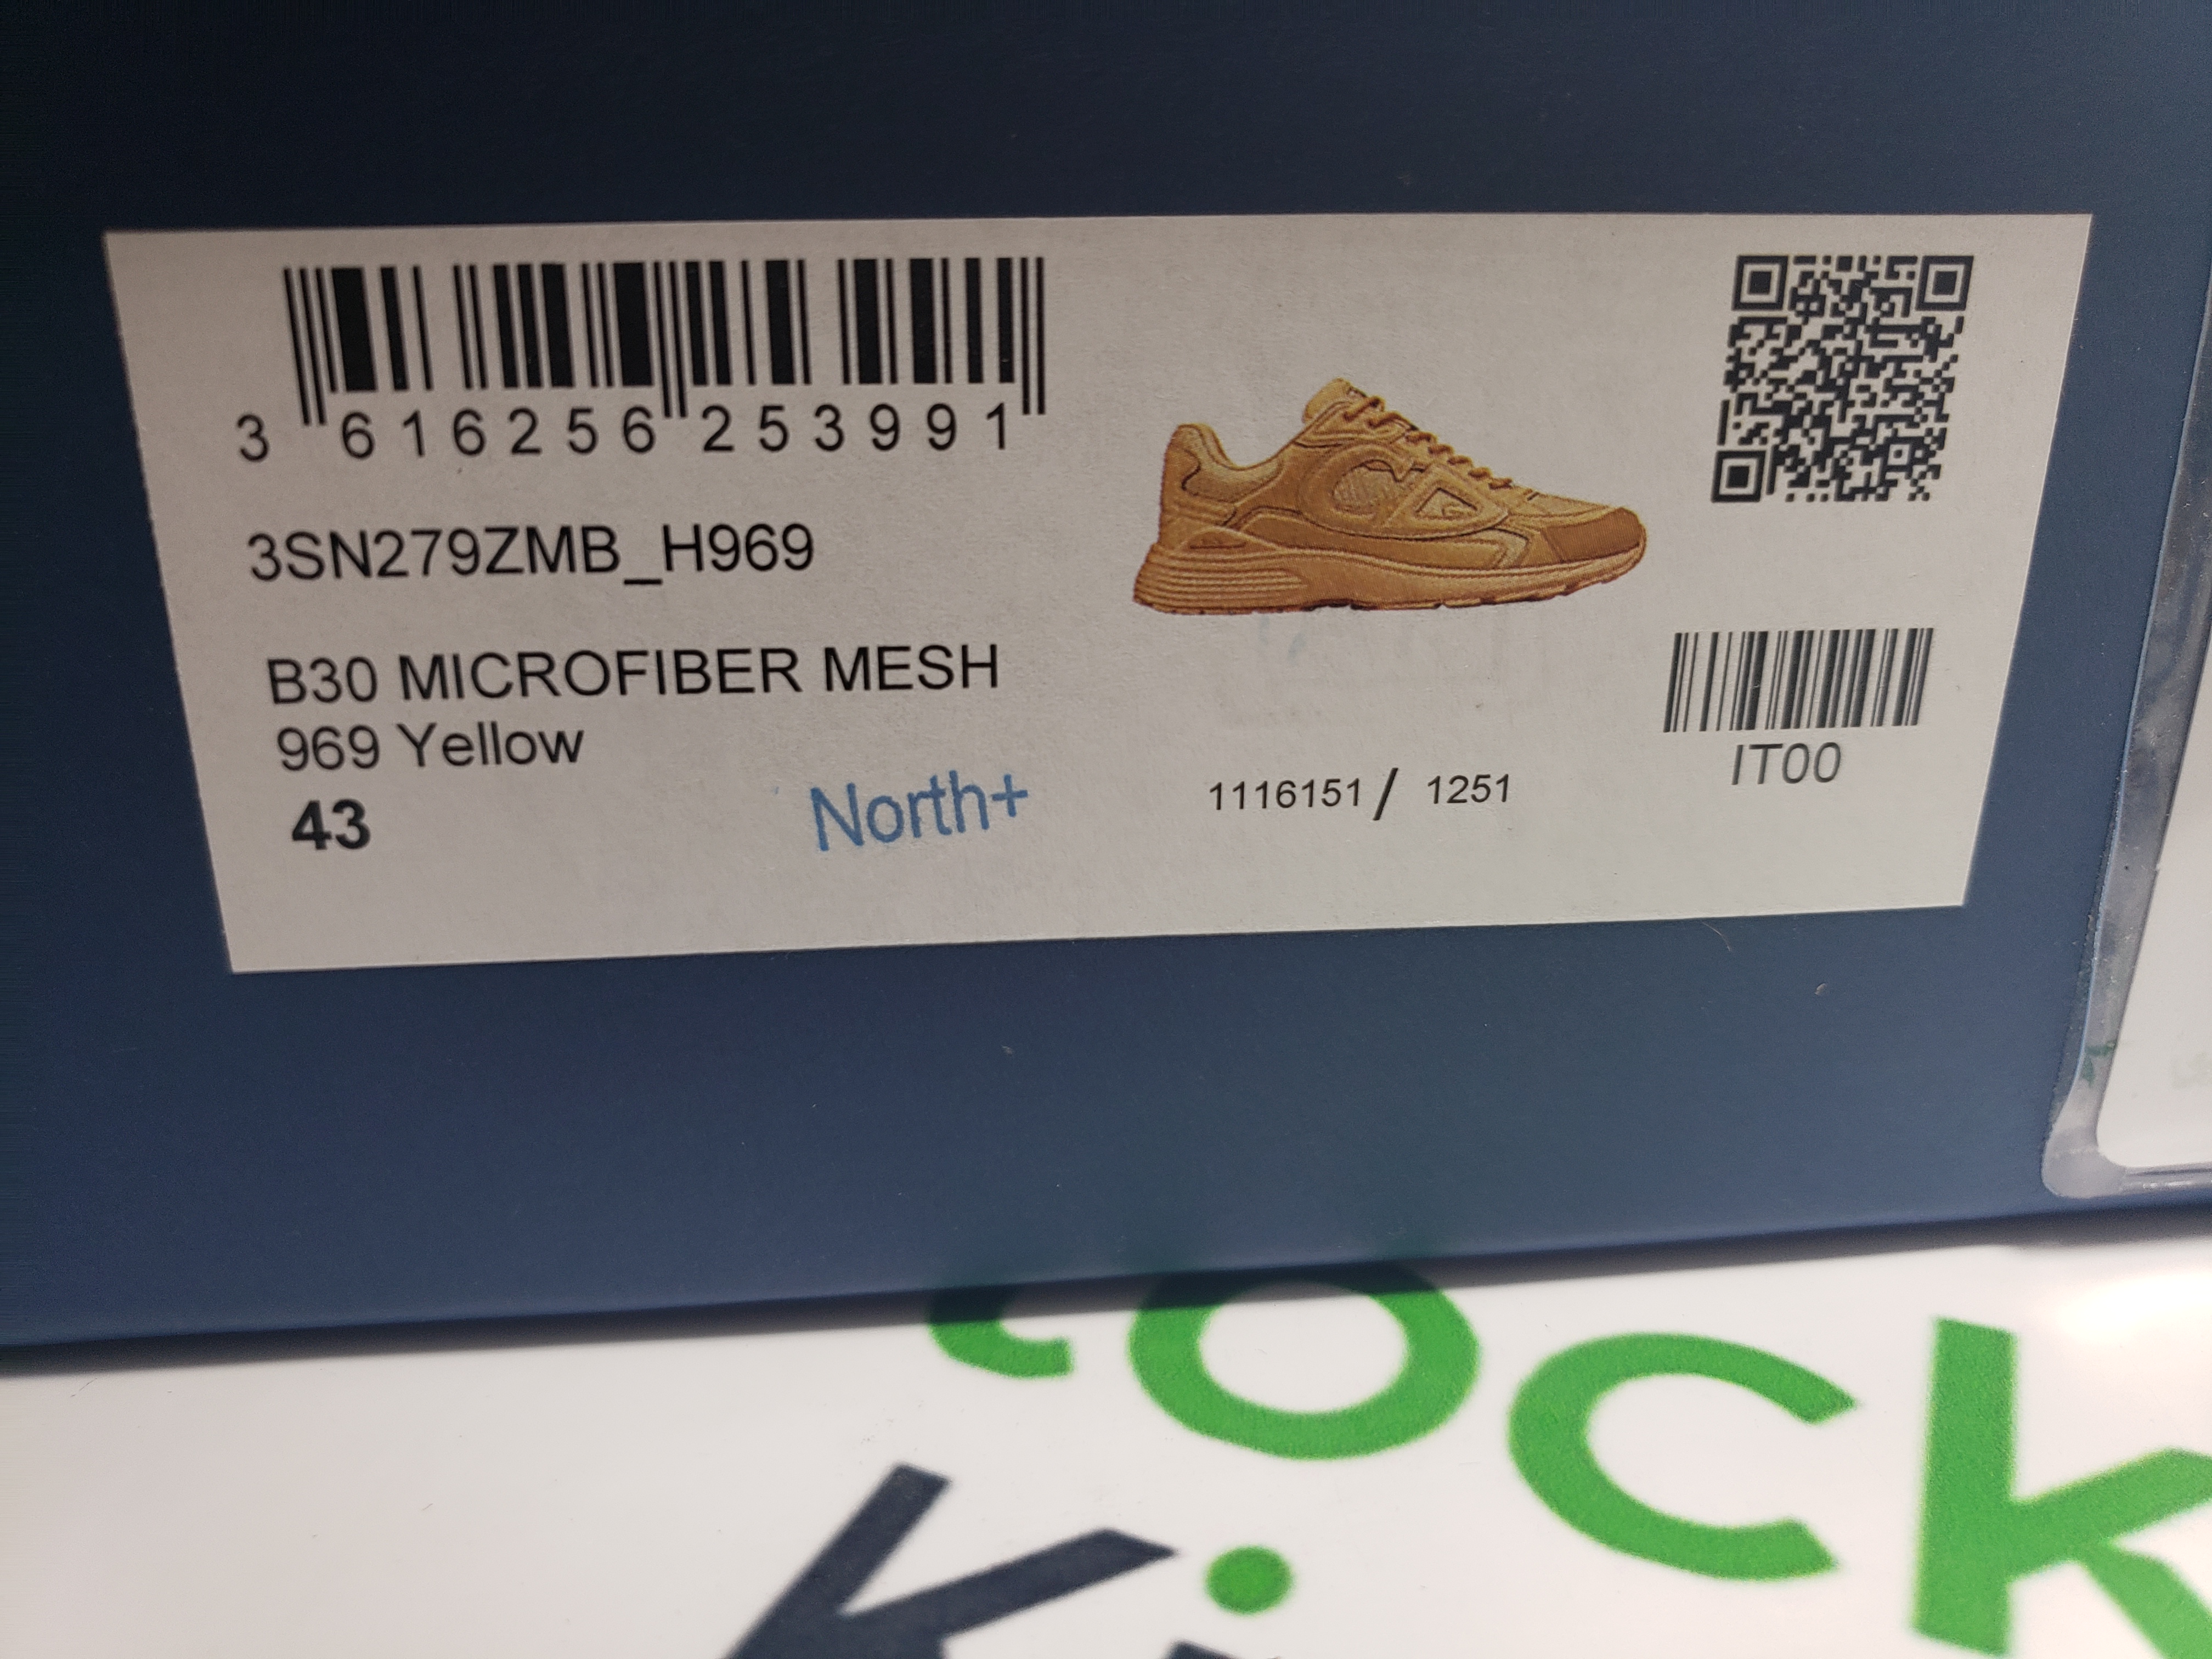 3 616256 253991
3SN279ZMB_H969
B30 MICROFIBER MESH
969 Yellow
43
North+
1116151 / 1251
IT00